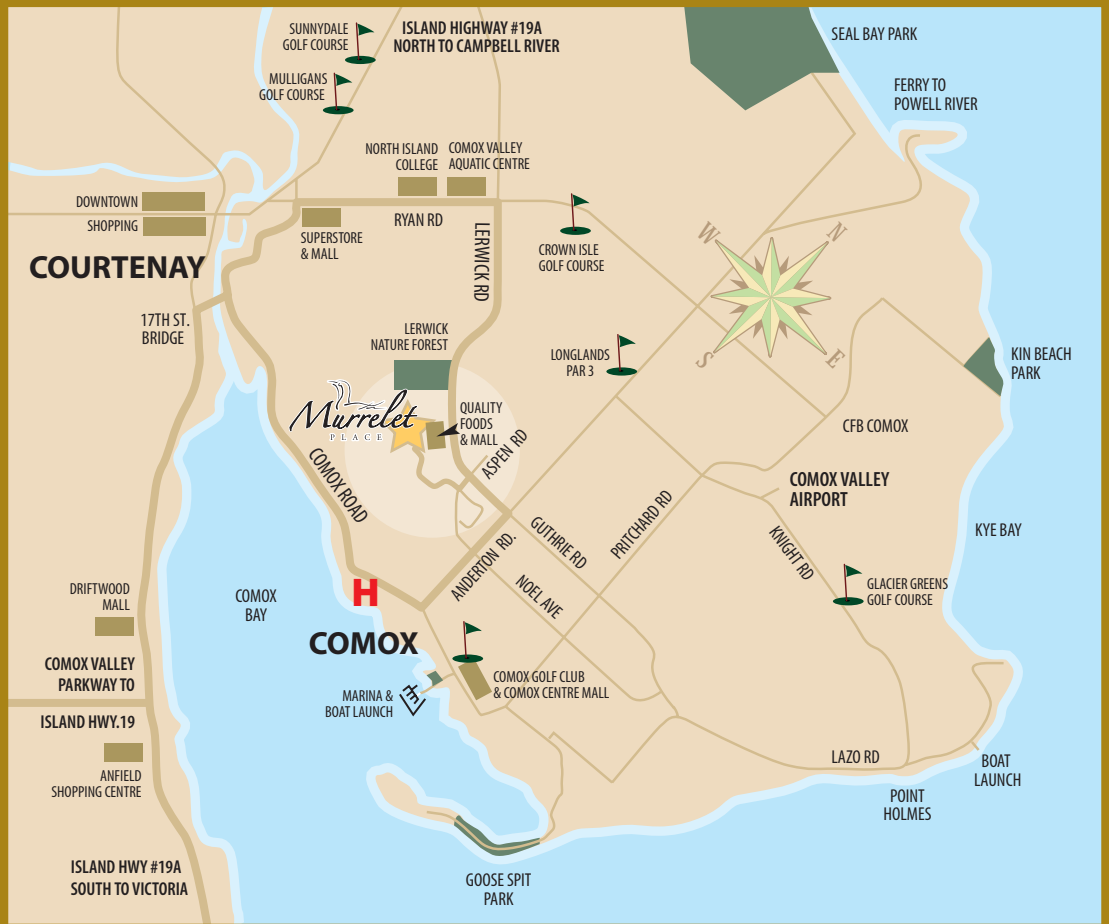 SUNNYDALE
GOLF COURSE
ISLAND HIGHWAY #19A
NORTH TO CAMPBELL RIVER
SEAL BAY PARK
MULLIGANS
GOLF COURSE
FERRY TO
POWELL RIVER
NORTH ISLAND
COLLEGE
COMOX VALLEY
AQUATIC CENTRE
DOWNTOWN
SHOPPING
RYAN RD
SUPERSTORE
& MALL
LERWICK RD
CROWN ISLE
GOLF COURSE
W
N
S
E
COURTENAY
17TH ST.
BRIDGE
LERWICK
NATURE FOREST
LONGLANDS
PAR 3
KIN BEACH
PARK
Murrelet
PLACE
QUALITY
FOODS
& MALL
ASPEN RD
CFB COMOX
COMOX VALLEY
AIRPORT
COMOX ROAD
GUTHRIE RD
PRITCHARD RD
KNIGHT RD
KYE BAY
ANDERTON RD.
NOEL AVE
GLACIER GREENS
GOLF COURSE
DRIFTWOOD
MALL
COMOX
BAY
H
COMOX
COMOX VALLEY
PARKWAY TO
ISLAND HWY.19
MARINA &
BOAT LAUNCH
COMOX GOLF CLUB
& COMOX CENTRE MALL
ANFIELD
SHOPPING CENTRE
LAZO RD
BOAT
LAUNCH
POINT
HOLMES
ISLAND HWY #19A
SOUTH TO VICTORIA
GOOSE SPIT
PARK